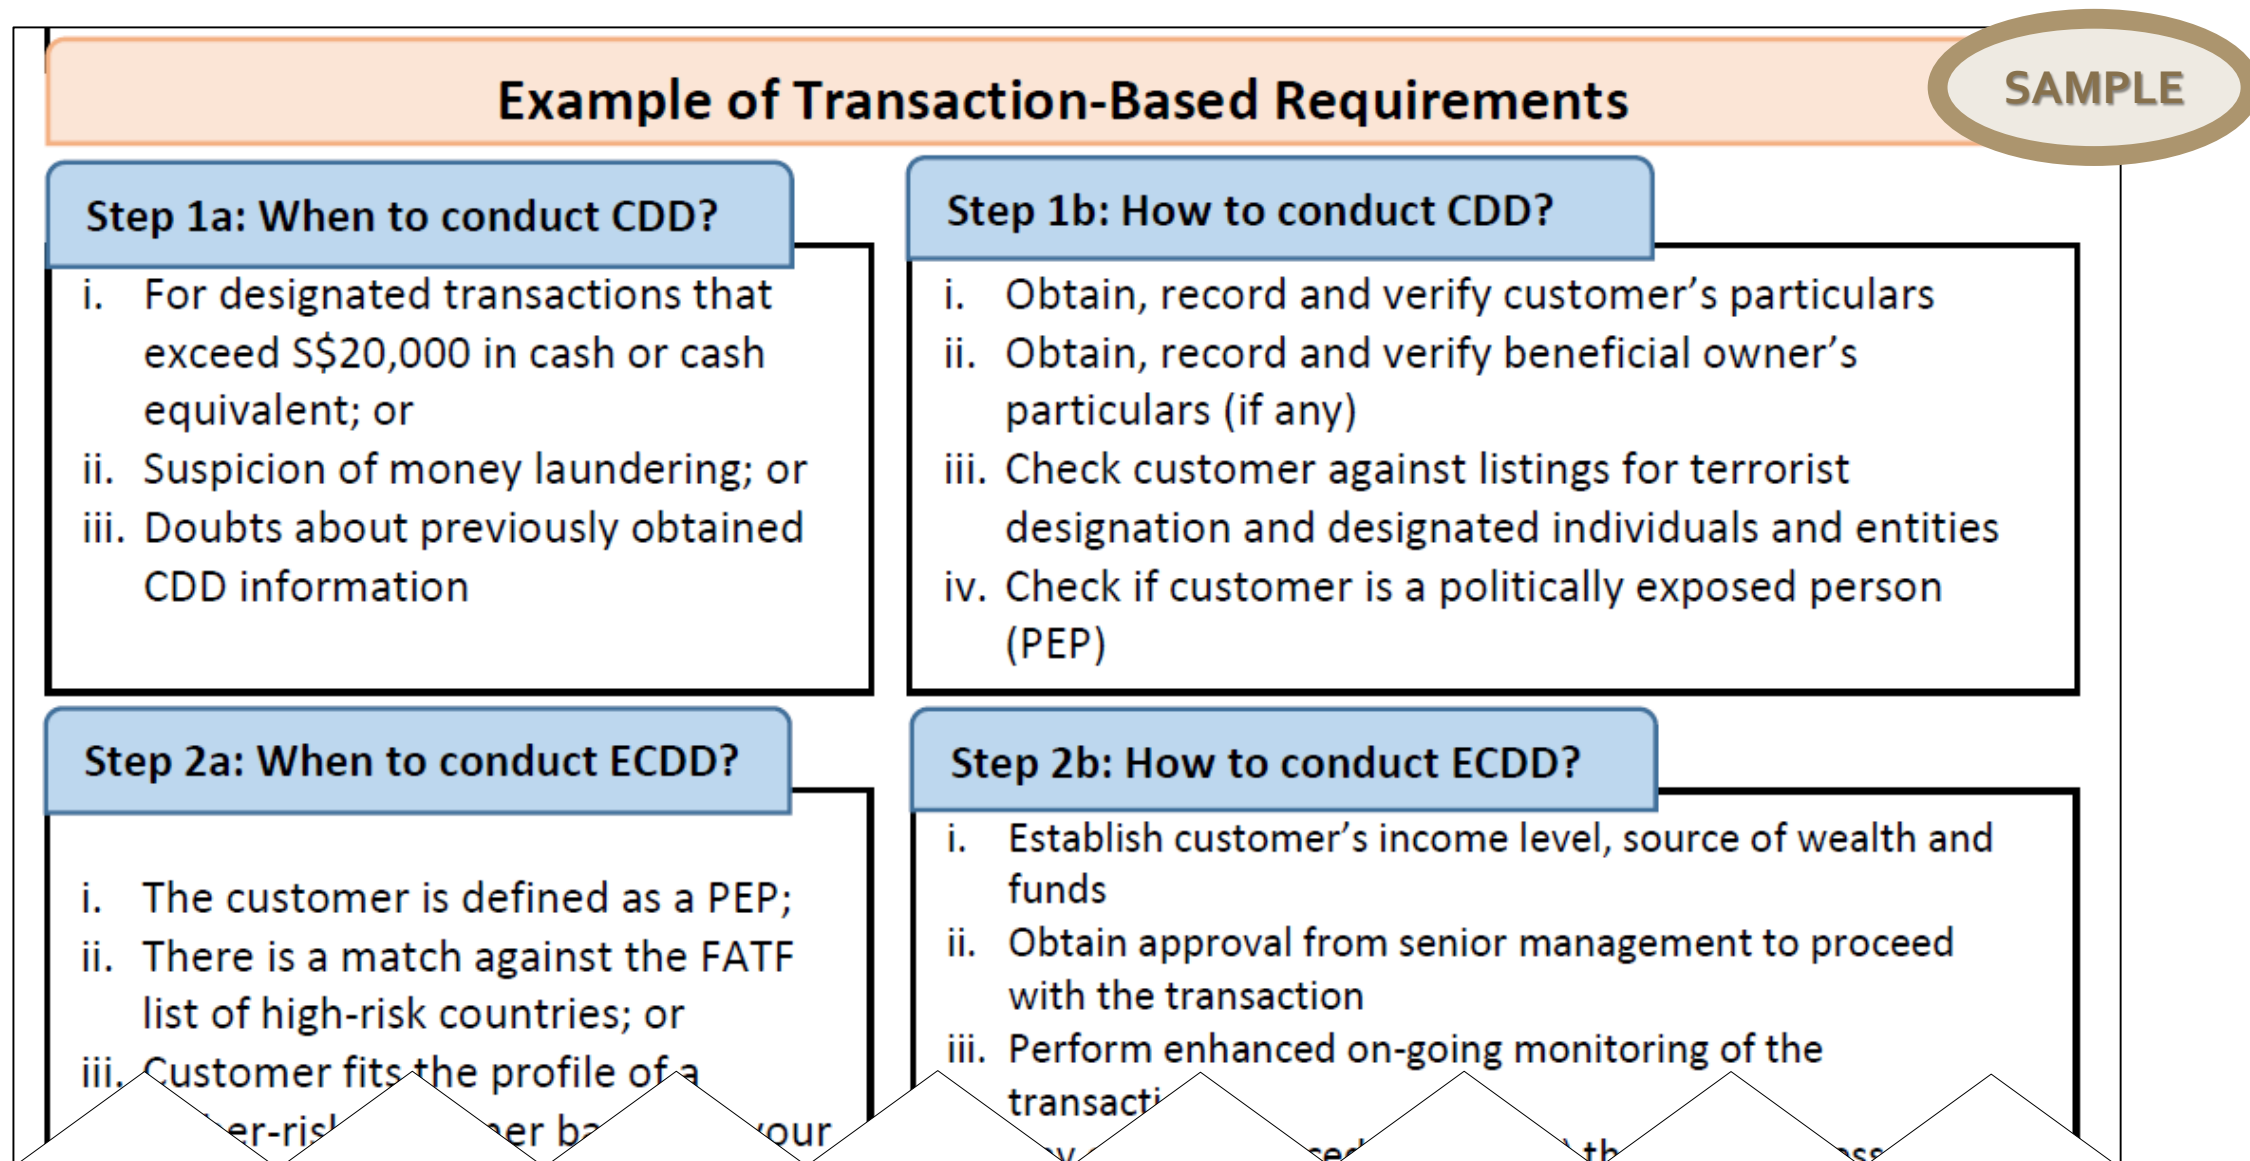 Example of Transaction-Based Requirements
SAMPLE
Step 1a: When to conduct CDD?
i. For designated transactions that
exceed S$20,000 in cash or cash
equivalent; or
ii. Suspicion of money laundering; or
iii. Doubts about previously obtained
CDD information
Step 1b: How to conduct CDD?
i. Obtain, record and verify customer’s particulars
ii. Obtain, record and verify beneficial owner’s
particulars (if any)
iii. Check customer against listings for terrorist
designation and designated individuals and entities
iv. Check if customer is a politically exposed person
(PEP)
Step 2a: When to conduct ECDD?
i. The customer is defined as a PEP;
ii. There is a match against the FATF
list of high-risk countries; or
iii. Customer fits the profile of a
Step 2b: How to conduct ECDD?
i. Establish customer’s income level, source of wealth and
funds
ii. Obtain approval from senior management to proceed
with the transaction
iii. Perform enhanced on-going monitoring of the